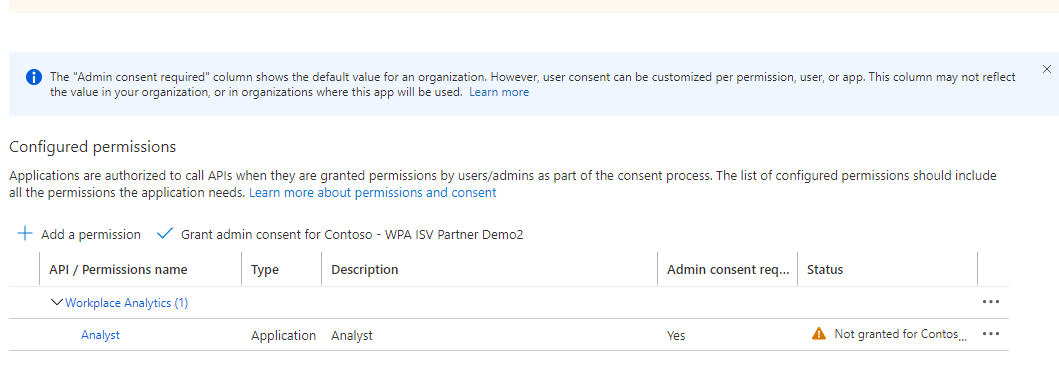 The "Admin consent required" column shows the default value for an organization. However, user consent can be customized per permission, user, or app. This column may not reflect
the value in your organization, or in organizations where this app will be used. Learn more
Configured permissions
Applications are authorized to call APIs when they are granted permissions by users/admins as part of the consent process. The list of configured permissions should include
all the permissions the application needs. Learn more about permissions and consent
Add a permission Grant admin consent for Contoso - WPA ISV Partner Demo2
API / Permissions name Type Description Admin consent req... Status
Workplace Analytics (1)
Analyst Application Analyst Yes Not granted for Contos...